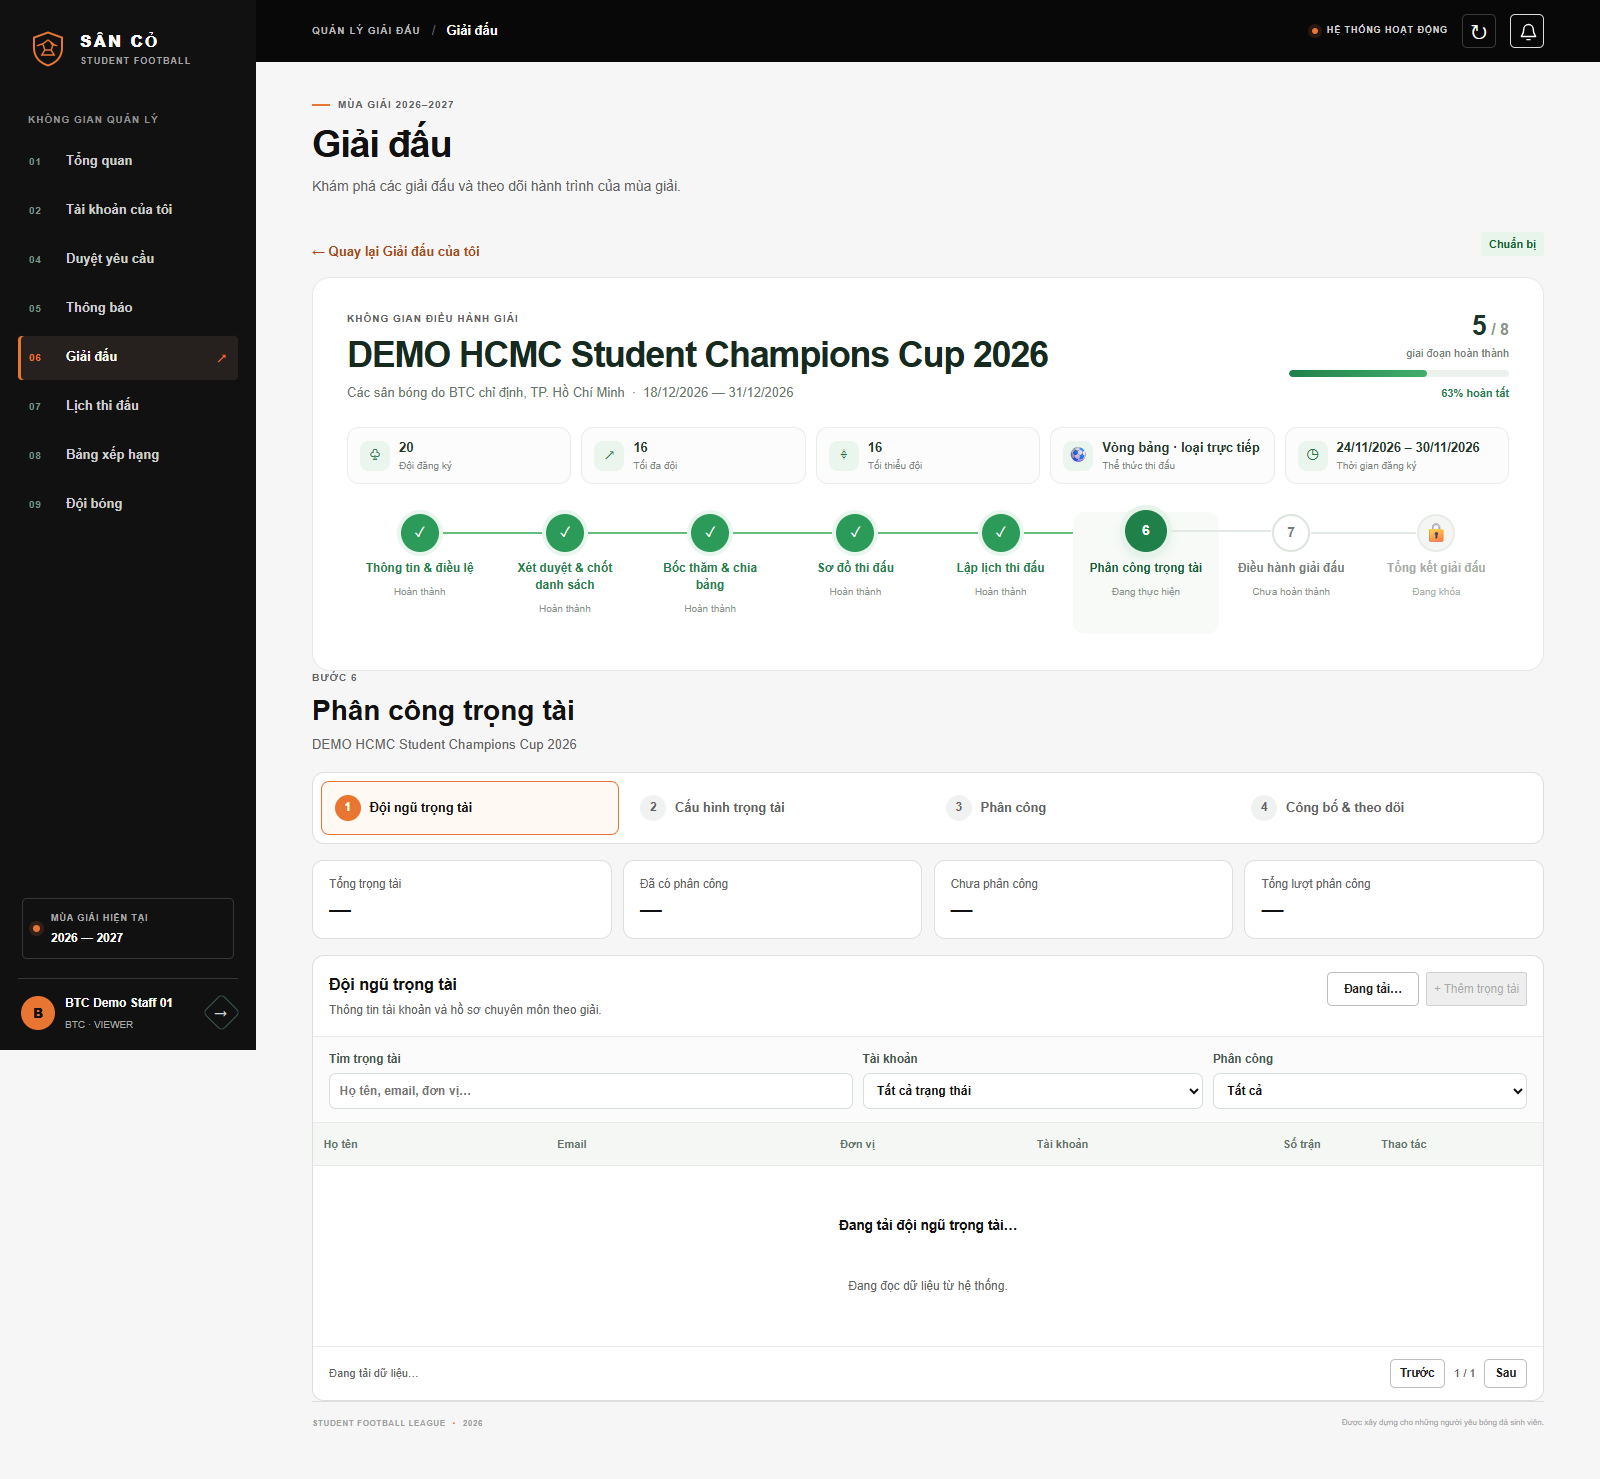 SÂN CỎ
STUDENT FOOTBALL
KHÔNG GIAN QUẢN LÝ
01 Tổng quan
02 Tài khoản của tôi
04 Duyệt yêu cầu
05 Thông báo
06 Giải đấu ↗
07 Lịch thi đấu
08 Bảng xếp hạng
09 Đội bóng
MÙA GIẢI HIỆN TẠI
2026 — 2027
B
BTC Demo Staff 01
BTC · VIEWER
→
QUẢN LÝ GIẢI ĐẤU / Giải đấu
HỆ THỐNG HOẠT ĐỘNG
MÙA GIẢI 2026–2027
Giải đấu
Khám phá các giải đấu và theo dõi hành trình của mùa giải.
← Quay lại Giải đấu của tôi
Chuẩn bị
KHÔNG GIAN ĐIỀU HÀNH GIẢI
DEMO HCMC Student Champions Cup 2026
Các sân bóng do BTC chỉ định, TP. Hồ Chí Minh · 18/12/2026 — 31/12/2026
5 / 8
giai đoạn hoàn thành
63% hoàn tất
20
Đội đăng ký
16
Tối đa đội
16
Tối thiểu đội
Vòng bảng · loại trực tiếp
Thể thức thi đấu
24/11/2026 – 30/11/2026
Thời gian đăng ký
✓
Thông tin & điều lệ
Hoàn thành
✓
Xét duyệt & chốt
danh sách
Hoàn thành
✓
Bốc thăm & chia
bảng
Hoàn thành
✓
Sơ đồ thi đấu
Hoàn thành
✓
Lập lịch thi đấu
Hoàn thành
6
Phân công trọng tài
Đang thực hiện
7
Điều hành giải đấu
Chưa hoàn thành
Tổng kết giải đấu
Đang khóa
BƯỚC 6
Phân công trọng tài
DEMO HCMC Student Champions Cup 2026
1 Đội ngũ trọng tài
2 Cấu hình trọng tài
3 Phân công
4 Công bố & theo dõi
Tổng trọng tài
—
Đã có phân công
—
Chưa phân công
—
Tổng lượt phân công
—
Đội ngũ trọng tài
Thông tin tài khoản và hồ sơ chuyên môn theo giải.
Đang tải…
+ Thêm trọng tài
Tìm trọng tài
Họ tên, email, đơn vị…
Tài khoản
Tất cả trạng thái
Phân công
Tất cả
Họ tên Email Đơn vị Tài khoản Số trận Thao tác
Đang tải đội ngũ trọng tài…
Đang đọc dữ liệu từ hệ thống.
Đang tải dữ liệu…
Trước 1 / 1 Sau
STUDENT FOOTBALL LEAGUE · 2026
Được xây dựng cho những người yêu bóng đá sinh viên.